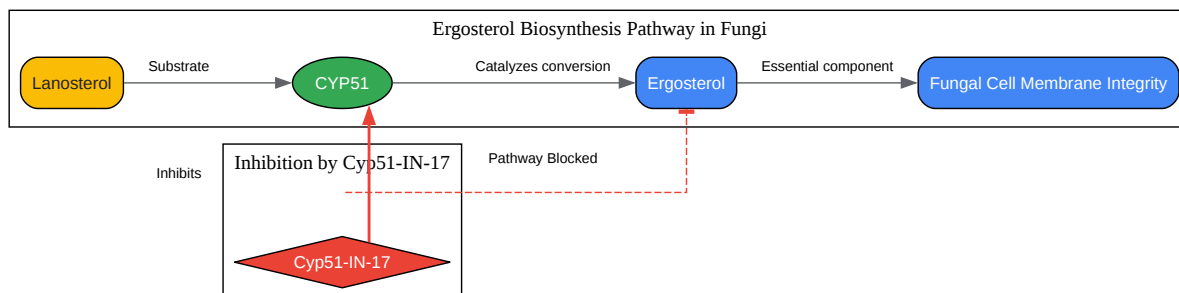 Ergosterol Biosynthesis Pathway in Fungi
Lanosterol
Substrate
CYP51
Catalyzes conversion
Ergosterol
Essential component
Fungal Cell Membrane Integrity
Inhibits
Inhibition by Cyp51-IN-17
Pathway Blocked
Cyp51-IN-17